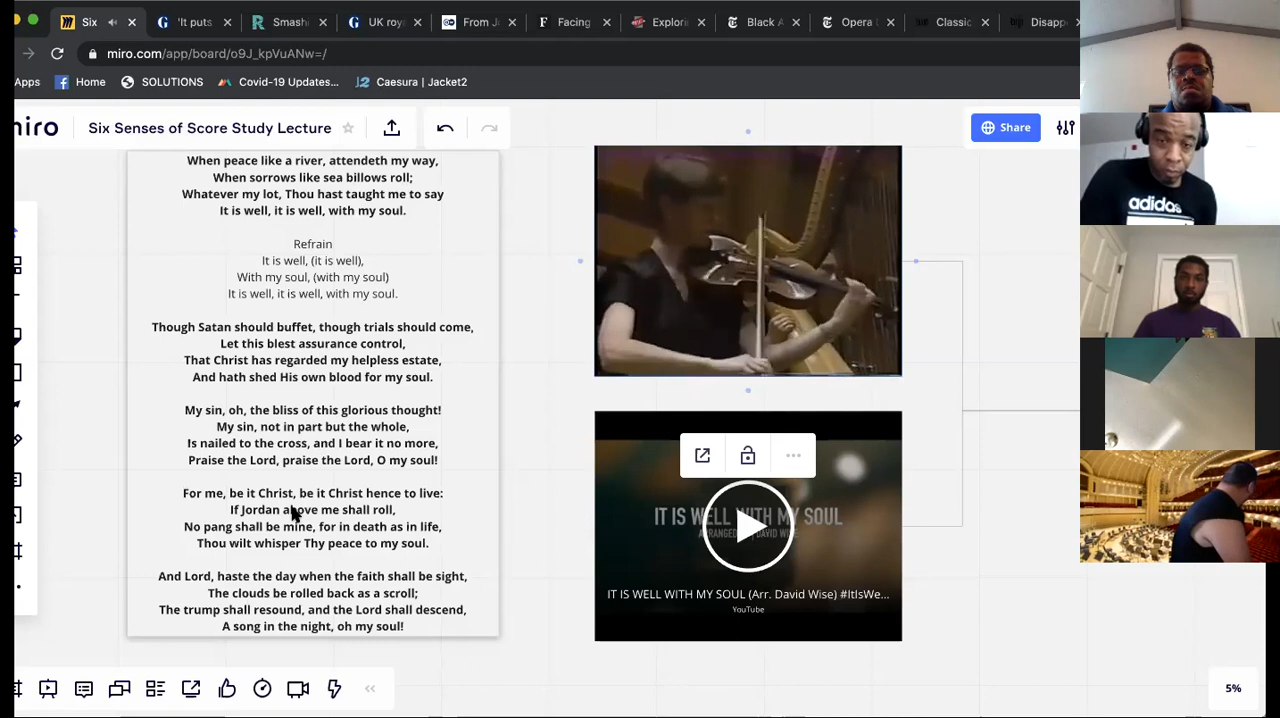 Six
'It puts
Smashi
UK roy
From J
Facing
Explori
Black A
Opera
Classic
Disapp
miro.com/app/board/o9J_kpVuANw=/
Apps
Home
SOLUTIONS
Covid-19 Updates...
Caesura | Jacket2
miro
Six Senses of Score Study Lecture
Share
When peace like a river, attendeth my way,
When sorrows like sea billows roll;
Whatever my lot, Thou hast taught me to say
It is well, it is well, with my soul.
Refrain
It is well, (it is well),
With my soul, (with my soul)
It is well, it is well, with my soul.
Though Satan should buffet, though trials should come,
Let this blest assurance control,
That Christ has regarded my helpless estate,
And hath shed His own blood for my soul.
My sin, oh, the bliss of this glorious thought!
My sin, not in part but the whole,
Is nailed to the cross, and I bear it no more,
Praise the Lord, praise the Lord, O my soul!
For me, be it Christ, be it Christ hence to live:
If Jordan above me shall roll,
No pang shall be mine, for in death as in life,
Thou wilt whisper Thy peace to my soul.
And Lord, haste the day when the faith shall be sight,
The clouds be rolled back as a scroll;
The trump shall resound, and the Lord shall descend,
A song in the night, oh my soul!
IT IS WELL WITH MY SOUL
ARRANGED BY DAVID WISE
IT IS WELL WITH MY SOUL (Arr. David Wise) #ItIsWe...
YouTube
5%
adidas